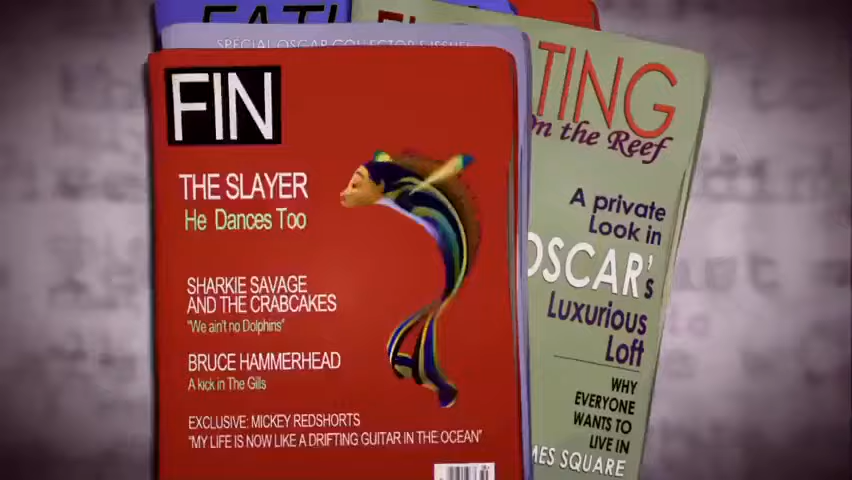 SPECIAL OSCAR COLLECTOR'S ISSUE!
FIN
THE SLAYER
He Dances Too
SHARKIE SAVAGE
AND THE CRABCAKES
"We ain't no Dolphins"
BRUCE HAMMERHEAD
A kick in The Gills
EXCLUSIVE: MICKEY REDSHORTS
"MY LIFE IS NOW LIKE A DRIFTING GUITAR IN THE OCEAN"
TING
On the Reef
A private
Look in
OSCAR's
Luxurious
Loft
WHY
EVERYONE
WANTS TO
LIVE IN
MES SQUARE